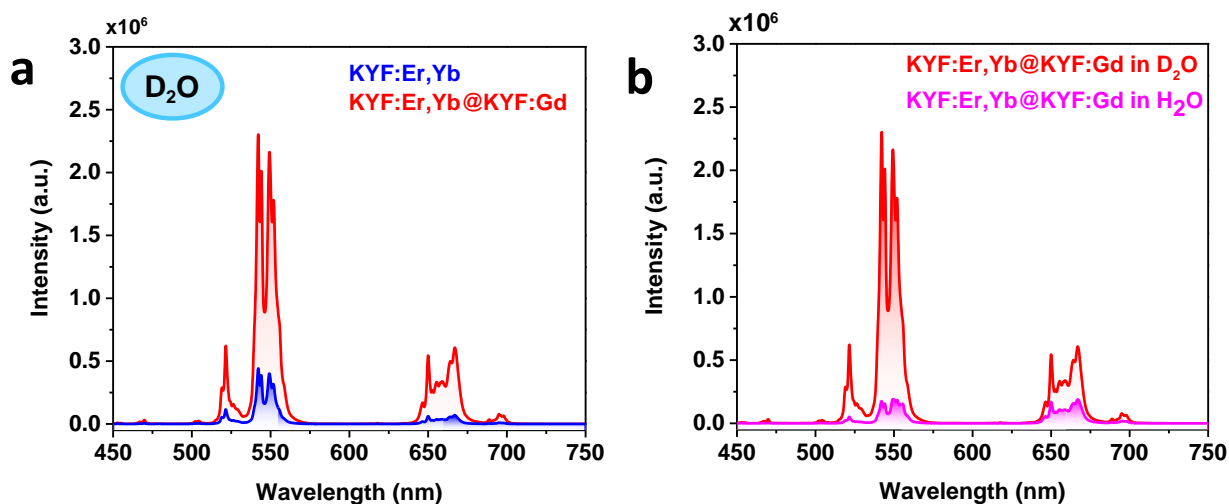 a
x10⁶
D₂O
KYF:Er,Yb
KYF:Er,Yb@KYF:Gd
Intensity (a.u.)
3.0
2.5
2.0
1.5
1.0
0.5
0.0
450 500 550 600 650 700 750
Wavelength (nm)
b
x10⁶
KYF:Er,Yb@KYF:Gd in D₂O
KYF:Er,Yb@KYF:Gd in H₂O
Intensity (a.u.)
3.0
2.5
2.0
1.5
1.0
0.5
0.0
450 500 550 600 650 700 750
Wavelength (nm)